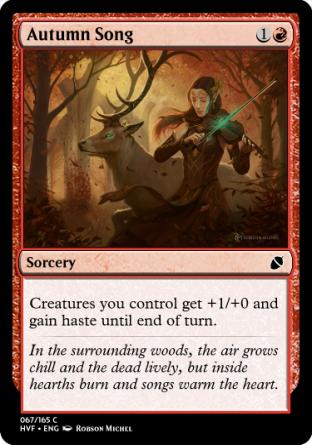 Autumn Song 1
Sorcery
Creatures you control get +1/+0 and
gain haste until end of turn.
In the surrounding woods, the air grows
chill and the dead lively, but inside
hearths burn and songs warm the heart.
067/165 C
HVF • ENG Robson Michel